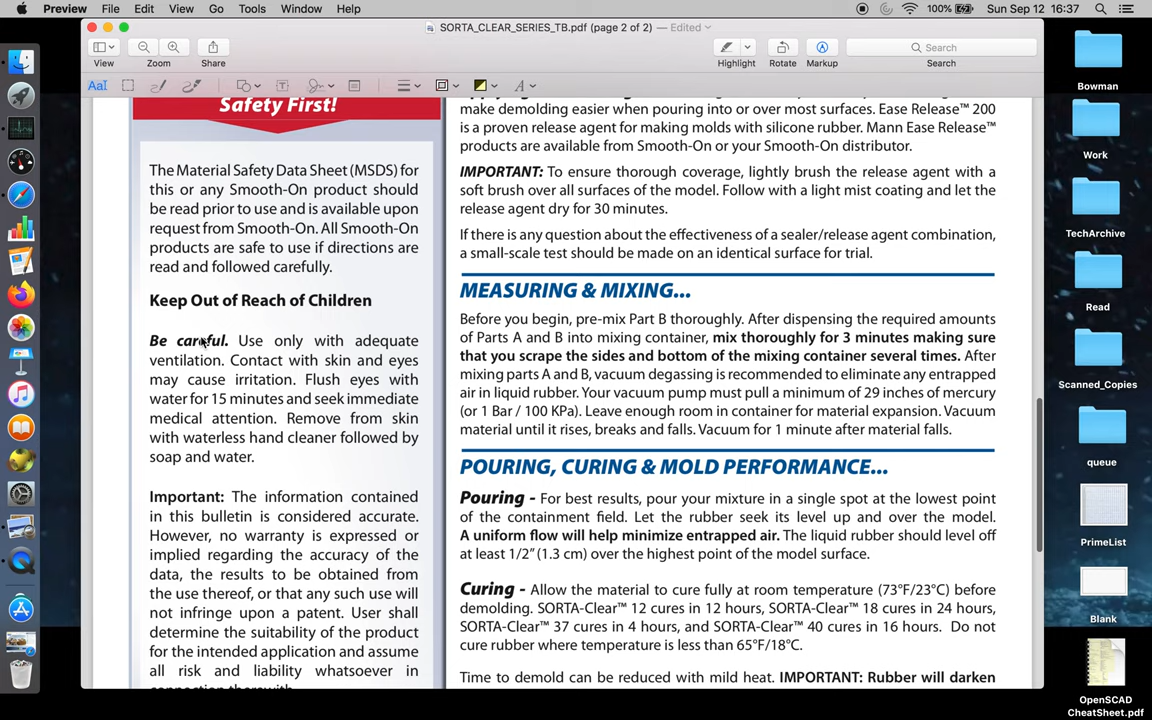 Preview File Edit View Go Tools Window Help
100% Sun Sep 12 16:37
SORTA_CLEAR_SERIES_TB.pdf (page 2 of 2) — Edited
View Zoom Share Highlight Rotate Markup Search
Search
Safety First!
The Material Safety Data Sheet (MSDS) for
this or any Smooth-On product should
be read prior to use and is available upon
request from Smooth-On. All Smooth-On
products are safe to use if directions are
read and followed carefully.
Keep Out of Reach of Children
Be careful. Use only with adequate
ventilation. Contact with skin and eyes
may cause irritation. Flush eyes with
water for 15 minutes and seek immediate
medical attention. Remove from skin
with waterless hand cleaner followed by
soap and water.
Important: The information contained
in this bulletin is considered accurate.
However, no warranty is expressed or
implied regarding the accuracy of the
data, the results to be obtained from
the use thereof, or that any such use will
not infringe upon a patent. User shall
determine the suitability of the product
for the intended application and assume
all risk and liability whatsoever in
connection therewith.
make demolding easier when pouring into or over most surfaces. Ease Release™ 200
is a proven release agent for making molds with silicone rubber. Mann Ease Release™
products are available from Smooth-On or your Smooth-On distributor.
IMPORTANT: To ensure thorough coverage, lightly brush the release agent with a
soft brush over all surfaces of the model. Follow with a light mist coating and let the
release agent dry for 30 minutes.
If there is any question about the effectiveness of a sealer/release agent combination,
a small-scale test should be made on an identical surface for trial.
MEASURING & MIXING...
Before you begin, pre-mix Part B thoroughly. After dispensing the required amounts
of Parts A and B into mixing container, mix thoroughly for 3 minutes making sure
that you scrape the sides and bottom of the mixing container several times. After
mixing parts A and B, vacuum degassing is recommended to eliminate any entrapped
air in liquid rubber. Your vacuum pump must pull a minimum of 29 inches of mercury
(or 1 Bar / 100 KPa). Leave enough room in container for material expansion. Vacuum
material until it rises, breaks and falls. Vacuum for 1 minute after material falls.
POURING, CURING & MOLD PERFORMANCE...
Pouring - For best results, pour your mixture in a single spot at the lowest point
of the containment field. Let the rubber seek its level up and over the model.
A uniform flow will help minimize entrapped air. The liquid rubber should level off
at least 1/2” (1.3 cm) over the highest point of the model surface.
Curing - Allow the material to cure fully at room temperature (73°F/23°C) before
demolding. SORTA-Clear™ 12 cures in 12 hours, SORTA-Clear™ 18 cures in 24 hours,
SORTA-Clear™ 37 cures in 4 hours, and SORTA-Clear™ 40 cures in 16 hours. Do not
cure rubber where temperature is less than 65°F/18°C.
Time to demold can be reduced with mild heat. IMPORTANT: Rubber will darken
Bowman
Work
TechArchive
Read
Scanned_Copies
queue
PrimeList
Blank
OpenSCAD
CheatSheet.pdf